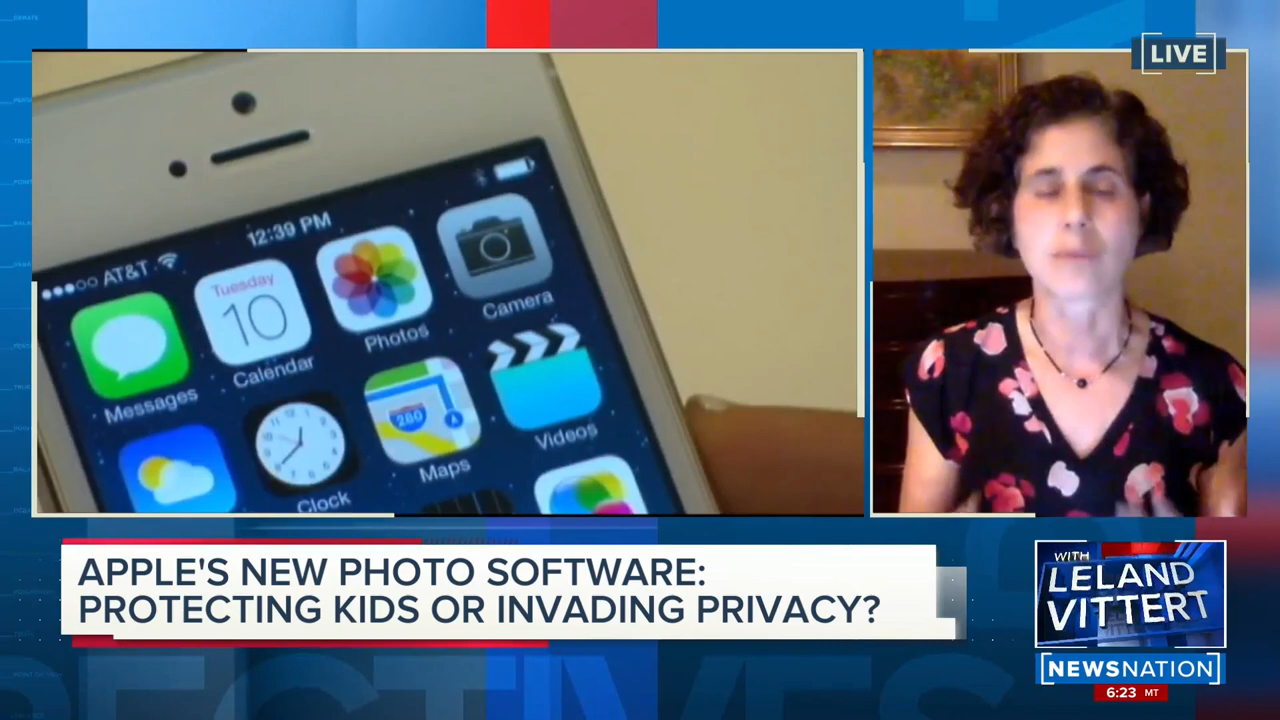 LIVE
12:39 PM
AT&T
Tuesday
10
Messages
Calendar
Photos
Camera
280
Clock
Maps
Videos
APPLE'S NEW PHOTO SOFTWARE:
PROTECTING KIDS OR INVADING PRIVACY?
WITH
LELAND
VITTERT
NEWSNATION
6:23 MT